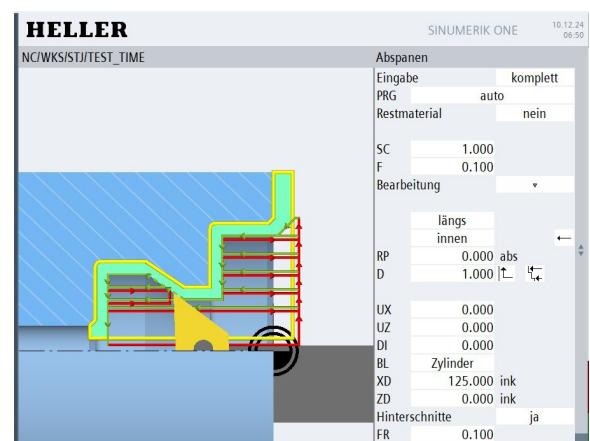 HELLER
SINUMERIK ONE
10.12.24
06:50
NC/WKS/STJ/TEST_TIME
Abspanen
Eingabe komplett
PRG auto
Restmaterial nein
SC 1.000
F 0.100
Bearbeitung ▿
längs
innen ←
RP 0.000 abs
D 1.000
UX 0.000
UZ 0.000
DI 0.000
BL Zylinder
XD 125.000 ink
ZD 0.000 ink
Hinterschnitte ja
FR 0.100